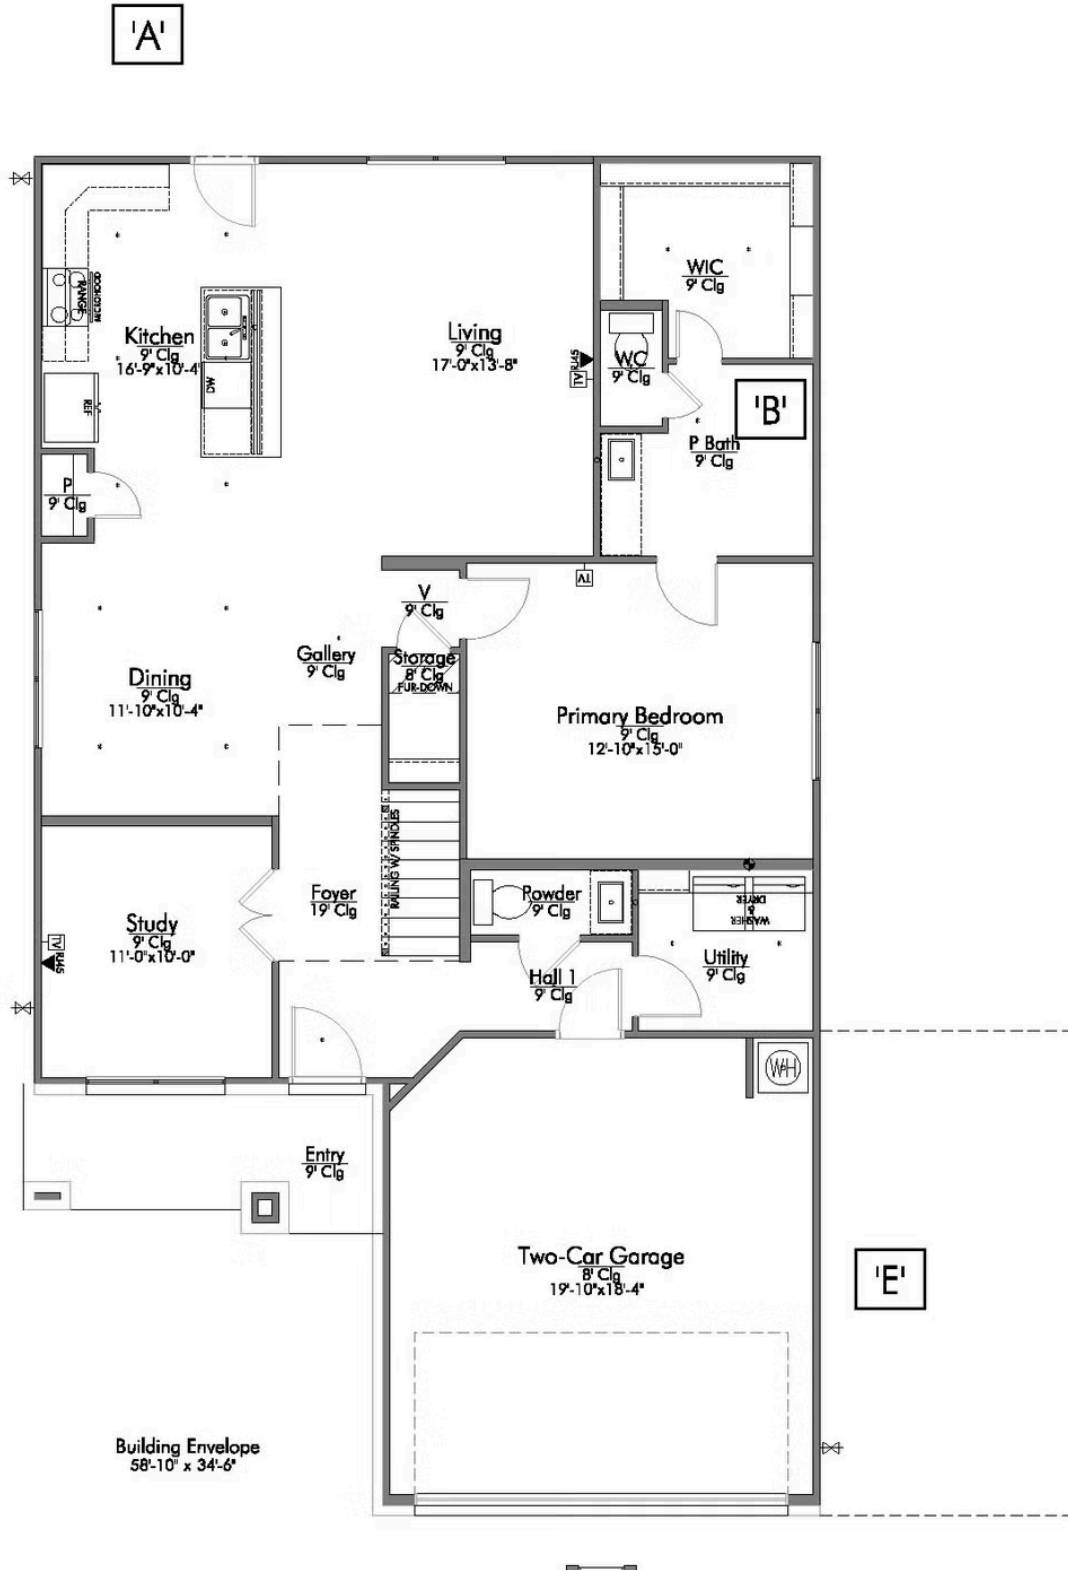 'A'
WIC
9' Clg
RANGE
MICROHOOD
Kitchen
9' Clg
16'-9"x10'-4"
Living
9' Clg
17'-0"x13'-8"
RJ45
TV
WC
9' Clg
DW
REF
'B'
P Bath
9' Clg
P
9' Clg
TV
V
9' Clg
Gallery
9' Clg
Storage
8' Clg
FUR-DOWN
Dining
9' Clg
11'-10"x10'-4"
Primary Bedroom
9' Clg
12'-10"x15'-0"
RAILING W/ SPINDLES
Foyer
19' Clg
Powder
9' Clg
WASHER
&
DRYER
Study
9' Clg
11'-0"x10'-0"
TV
RJ45
Utility
9' Clg
Hall 1
9' Clg
WH
Entry
9' Clg
Two-Car Garage
8' Clg
19'-10"x18'-4"
'E'
Building Envelope
58'-10" x 34'-6"